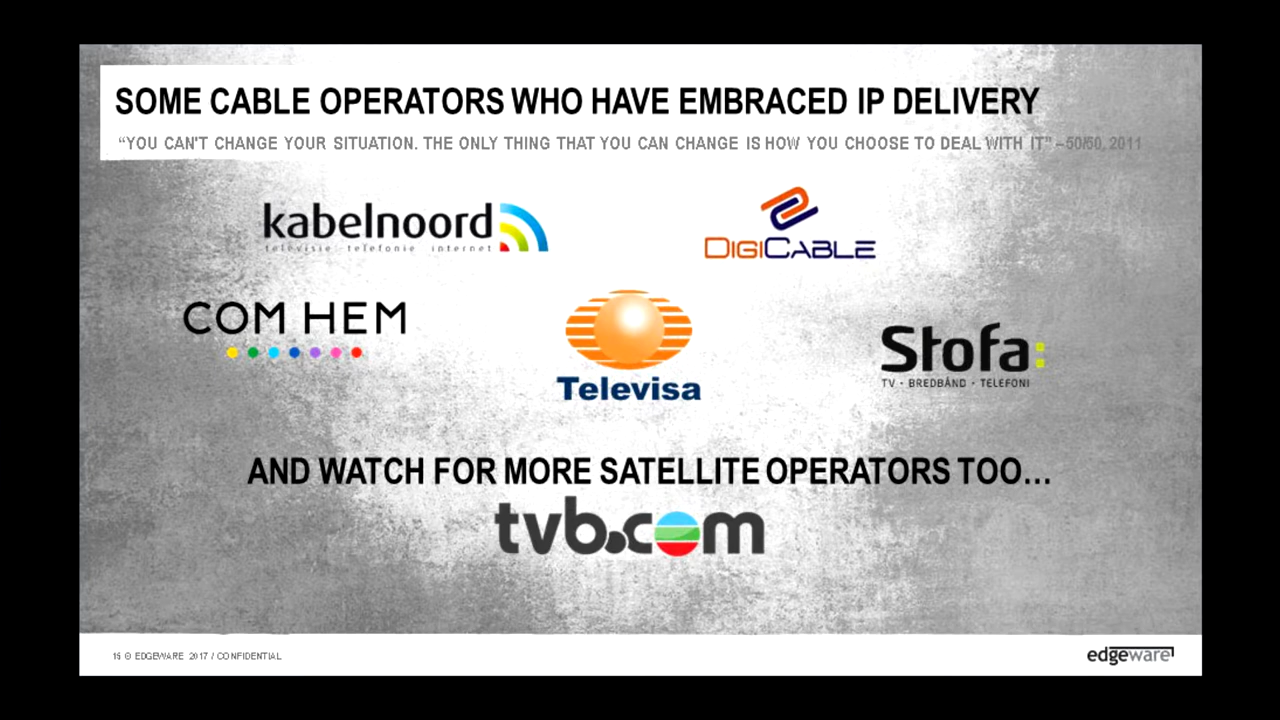 SOME CABLE OPERATORS WHO HAVE EMBRACED IP DELIVERY
“YOU CAN'T CHANGE YOUR SITUATION. THE ONLY THING THAT YOU CAN CHANGE IS HOW YOU CHOOSE TO DEAL WITH IT” – 50/50, 2011
kabelnoord
televisie telefonie internet
DIGICABLE
COM HEM
Televisa
Stofa:
TV • BREDBÅND • TELEFONI
AND WATCH FOR MORE SATELLITE OPERATORS TOO...
tvb.com
15 © EDGEWARE 2017 / CONFIDENTIAL
edgeware